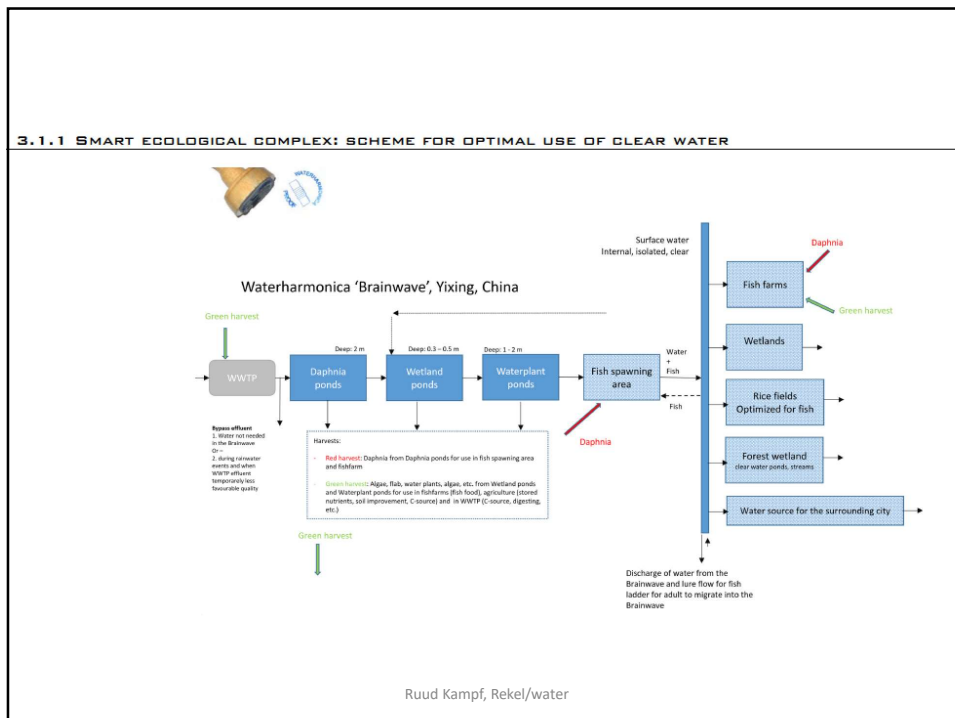 3.1.1 SMART ECOLOGICAL COMPLEX: SCHEME FOR OPTIMAL USE OF CLEAR WATER
WATERHARMONICA
PROOF
Surface water
Internal, isolated, clear
Daphnia
Fish farms
Green harvest
Waterharmonica ‘Brainwave’, Yixing, China
Green harvest
Deep: 2 m
Deep: 0.3 – 0.5 m
Deep: 1 - 2 m
WWTP
Daphnia
ponds
Wetland
ponds
Waterplant
ponds
Fish spawning
area
Water
+
Fish
Fish
Wetlands
Rice fields
Optimized for fish
Daphnia
Forest wetland
clear water ponds, streams
Water source for the surrounding city
Bypass effluent
1. Water not needed
in the Brainwave
Or –
2. during rainwater
events and when
WWTP effluent
temporarely less
favourable quality
Harvests:
- Red harvest: Daphnia from Daphnia ponds for use in fish spawning area
and fishfarm
- Green harvest: Algae, flab, water plants, algae, etc. from Wetland ponds
and Waterplant ponds for use in fishfarms (fish food), agriculture (stored
nutrients, soil improvement, C-source) and in WWTP (C-source, digesting,
etc.)
Green harvest
Discharge of water from the
Brainwave and lure flow for fish
ladder for adult to migrate into the
Brainwave
Ruud Kampf, Rekel/water